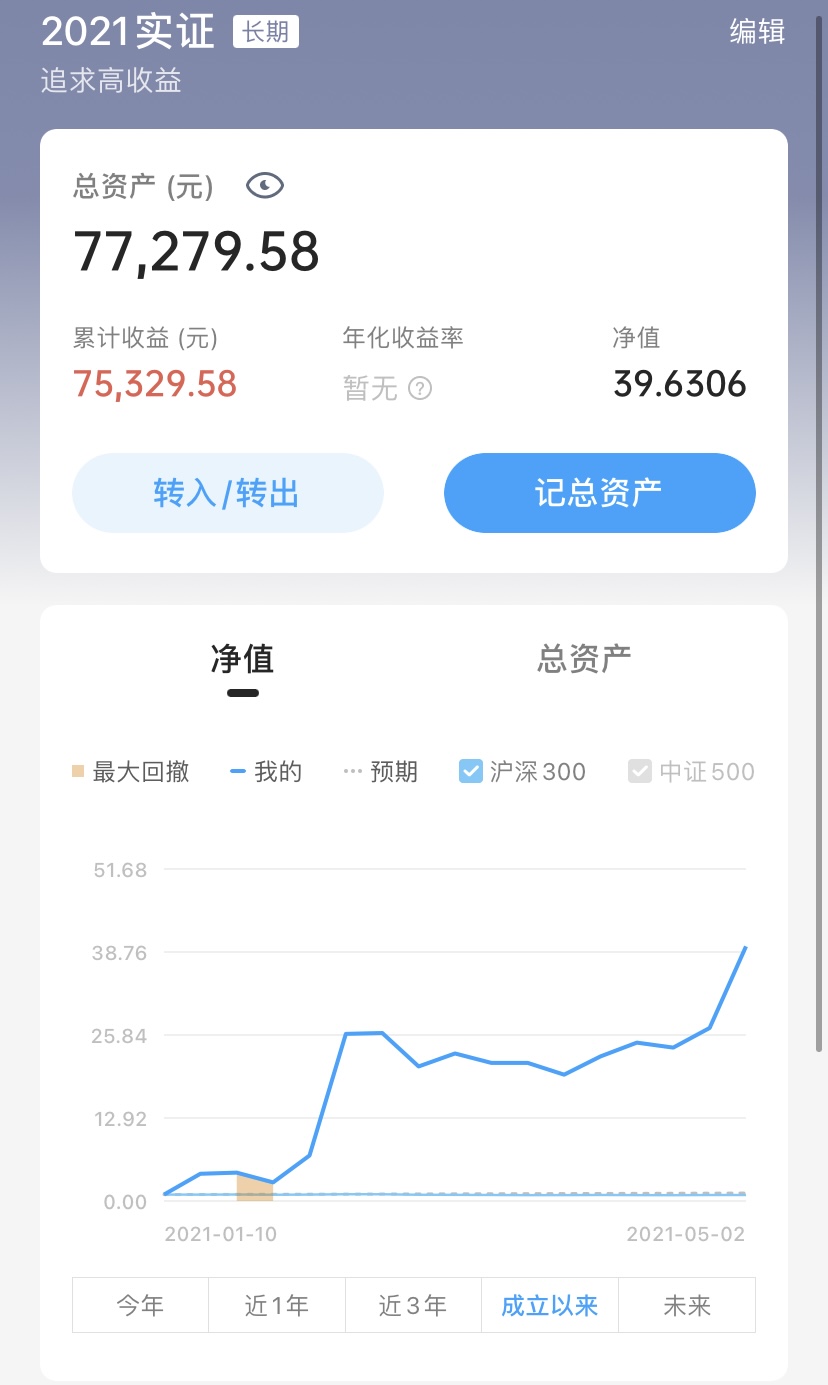 2021实证 长期 编辑
追求高收益
总资产 (元)
77,279.58
累计收益 (元) 年化收益率 净值
75,329.58 暂无 ? 39.6306
转入/转出 记总资产
净值 总资产
最大回撤 我的 预期 沪深300 中证500
51.68
38.76
25.84
12.92
0.00
2021-01-10 2021-05-02
今年 近1年 近3年 成立以来 未来